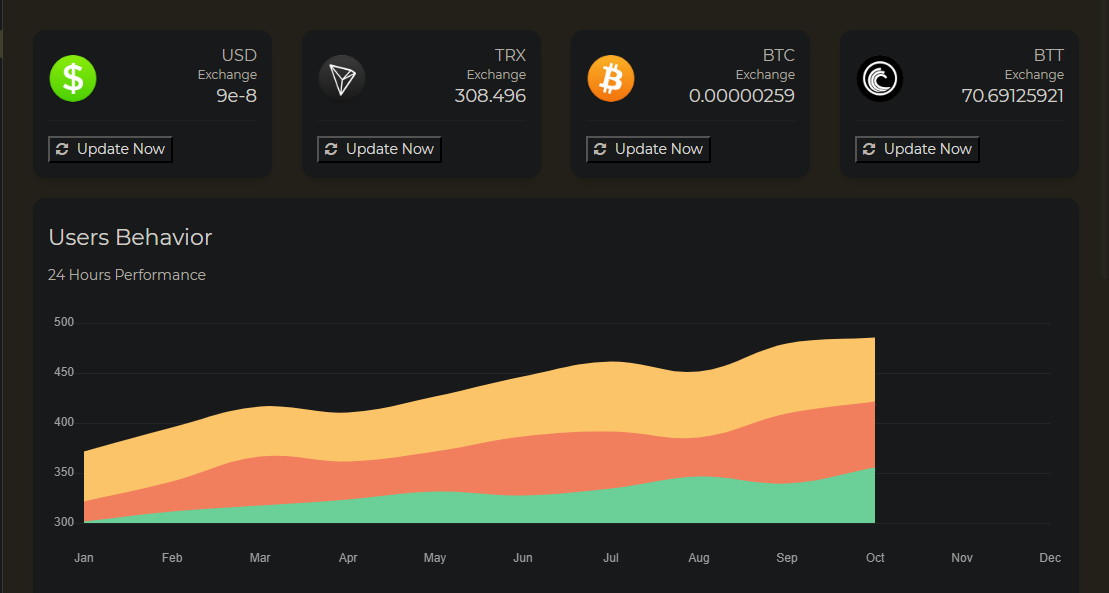 USD
Exchange
9e-8
Update Now
TRX
Exchange
308.496
Update Now
BTC
Exchange
0.00000259
Update Now
BTT
Exchange
70.69125921
Update Now
Users Behavior
24 Hours Performance
500
450
400
350
300
Jan Feb Mar Apr May Jun Jul Aug Sep Oct Nov Dec